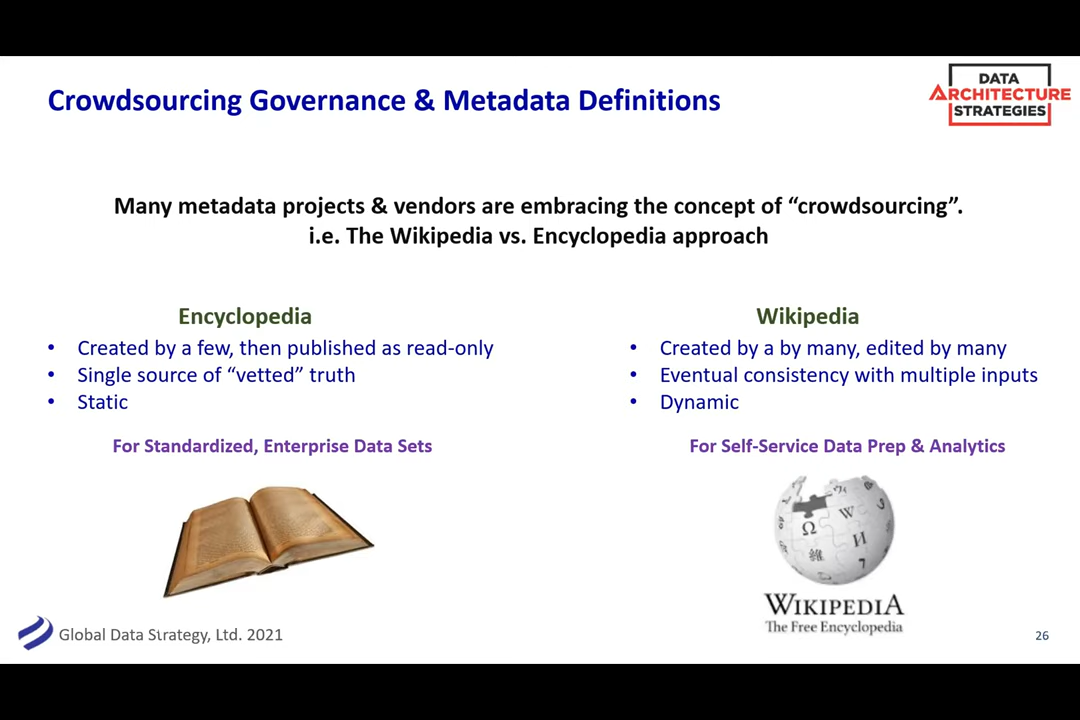 Crowdsourcing Governance & Metadata Definitions
DATA
ARCHITECTURE
STRATEGIES
Many metadata projects & vendors are embracing the concept of “crowdsourcing”.
i.e. The Wikipedia vs. Encyclopedia approach
Encyclopedia
• Created by a few, then published as read-only
• Single source of “vetted” truth
• Static
For Standardized, Enterprise Data Sets
Wikipedia
• Created by a by many, edited by many
• Eventual consistency with multiple inputs
• Dynamic
For Self-Service Data Prep & Analytics
Ω
W
И
維
WIKIPEDIA
The Free Encyclopedia
Global Data Strategy, Ltd. 2021
26